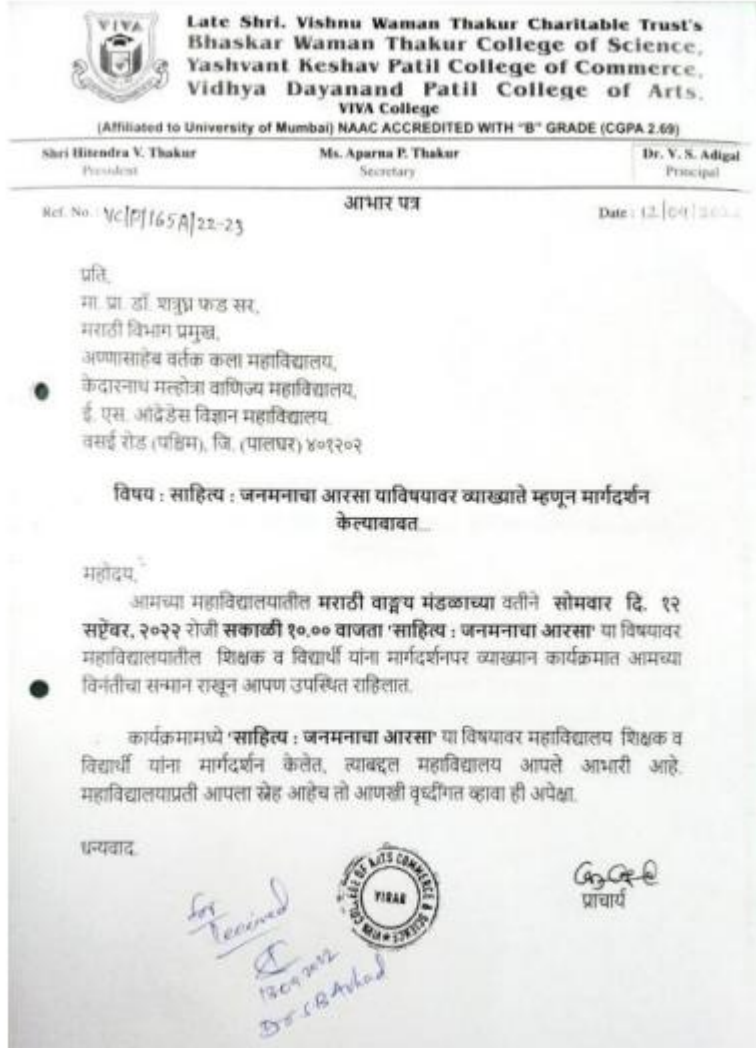 VIVA
Late Shri. Vishnu Waman Thakur Charitable Trust's
Bhaskar Waman Thakur College of Science,
Yashvant Keshav Patil College of Commerce,
Vidhya Dayanand Patil College of Arts.
VIVA College
(Affiliated to University of Mumbai) NAAC ACCREDITED WITH "B" GRADE (CGPA 2.69)
Shri Hitendra V. Thakur Ms. Aparna P. Thakur Dr. V. S. Adigal
President Secretary Principal
आभार पत्र
Ref. No. : VC|P|165A|22-23 Date : 12|09|2022
प्रति,
मा. प्रा. डॉ. शत्रुघ्न फड सर,
मराठी विभाग प्रमुख,
अण्णासाहेब वर्तक कला महाविद्यालय,
केदारनाथ मल्होत्रा वाणिज्य महाविद्यालय,
ई. एस. आंद्रेडेस विज्ञान महाविद्यालय.
वसई रोड (पश्चिम), जि. (पालघर) ४०१२०२
विषय : साहित्य : जनमनाचा आरसा याविषयावर व्याख्याते म्हणून मार्गदर्शन
केल्याबाबत...
महोदय,
आमच्या महाविद्यालयातील मराठी वाङ्मय मंडळाच्या वतीने सोमवार दि. १२
सप्टेंबर, २०२२ रोजी सकाळी १०.०० वाजता 'साहित्य : जनमनाचा आरसा' या विषयावर
महाविद्यालयातील शिक्षक व विद्यार्थी यांना मार्गदर्शनपर व्याख्यान कार्यक्रमात आमच्या
विनंतीचा सन्मान राखून आपण उपस्थित राहिलात.
कार्यक्रमामध्ये 'साहित्य : जनमनाचा आरसा' या विषयावर महाविद्यालय शिक्षक व
विद्यार्थी यांना मार्गदर्शन केलेत, त्याबद्दल महाविद्यालय आपले आभारी आहे.
महाविद्यालयाप्रती आपला स्नेह आहेच तो आणखी वृध्दींगत व्हावा ही अपेक्षा.
धन्यवाद.
VIVA COLLEGE OF ARTS COMMERCE & SCIENCE
VIRAR
प्राचार्य
for
Received
Dr S B Avhad